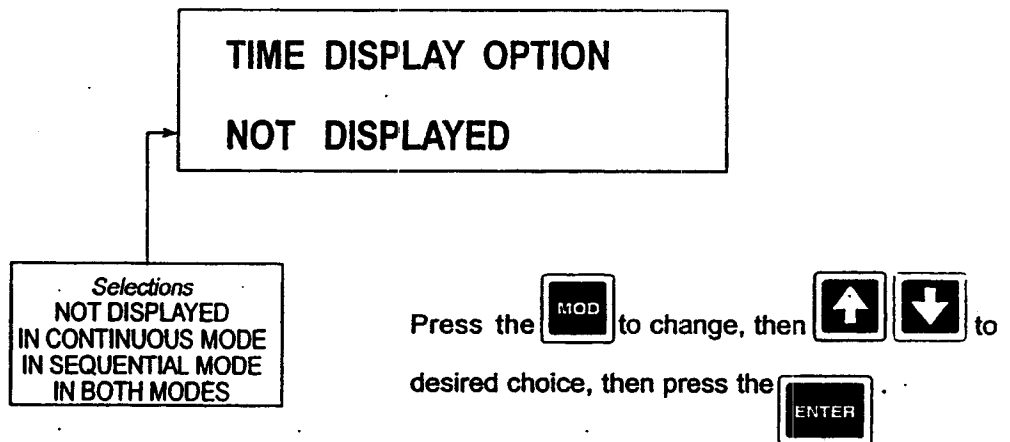 TIME DISPLAY OPTION
NOT DISPLAYED
Selections
NOT DISPLAYED
IN CONTINUOUS MODE
IN SEQUENTIAL MODE
IN BOTH MODES
Press the MOD to change, then to
desired choice, then press the ENTER .